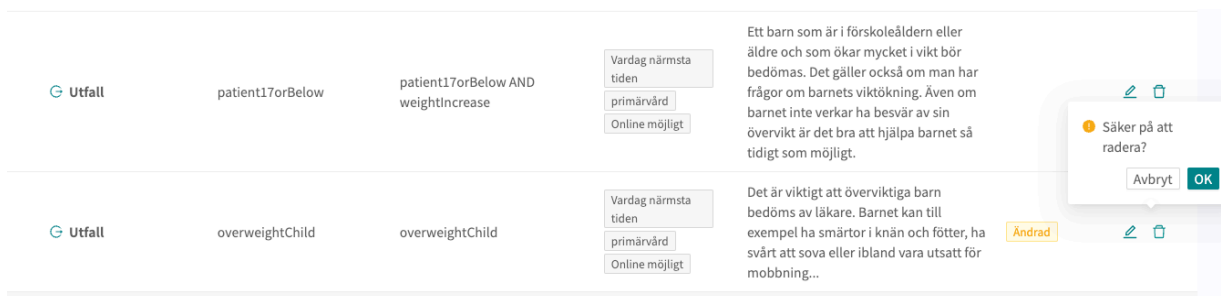 Utfall
patient17orBelow
patient17orBelow AND
weightIncrease
Vardag närmsta
tiden
primärvård
Online möjligt
Ett barn som är i förskoleåldern eller
äldre och som ökar mycket i vikt bör
bedömas. Det gäller också om man har
frågor om barnets viktökning. Även om
barnet inte verkar ha besvär av sin
övervikt är det bra att hjälpa barnet så
tidigt som möjligt.
Säker på att
radera?
Avbryt
OK
Utfall
overweightChild
overweightChild
Vardag närmsta
tiden
primärvård
Online möjligt
Det är viktigt att överviktiga barn
bedöms av läkare. Barnet kan till
exempel ha smärtor i knän och fötter, ha
svårt att sova eller ibland vara utsatt för
mobbning...
Ändrad